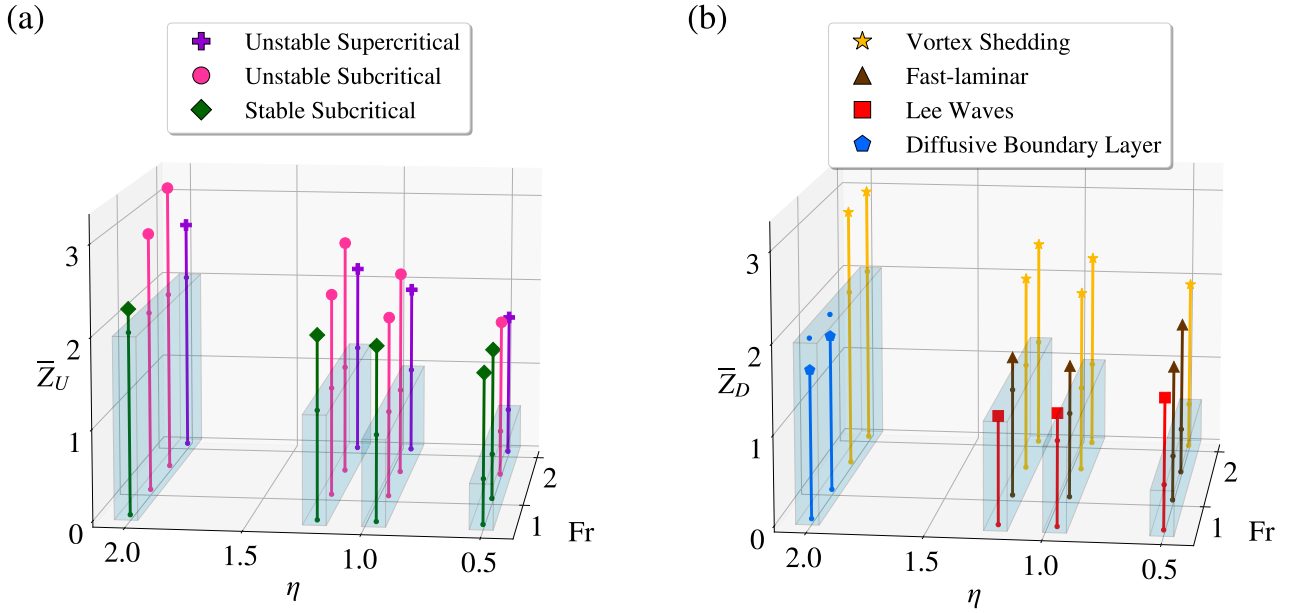 (a)
Unstable Supercritical
Unstable Subcritical
Stable Subcritical
3
2
1
0
Z̅_U
2.0
1.5
1.0
0.5
η
1
2
Fr
(b)
Vortex Shedding
Fast-laminar
Lee Waves
Diffusive Boundary Layer
3
2
1
0
Z̅_D
2.0
1.5
1.0
0.5
η
1
2
Fr